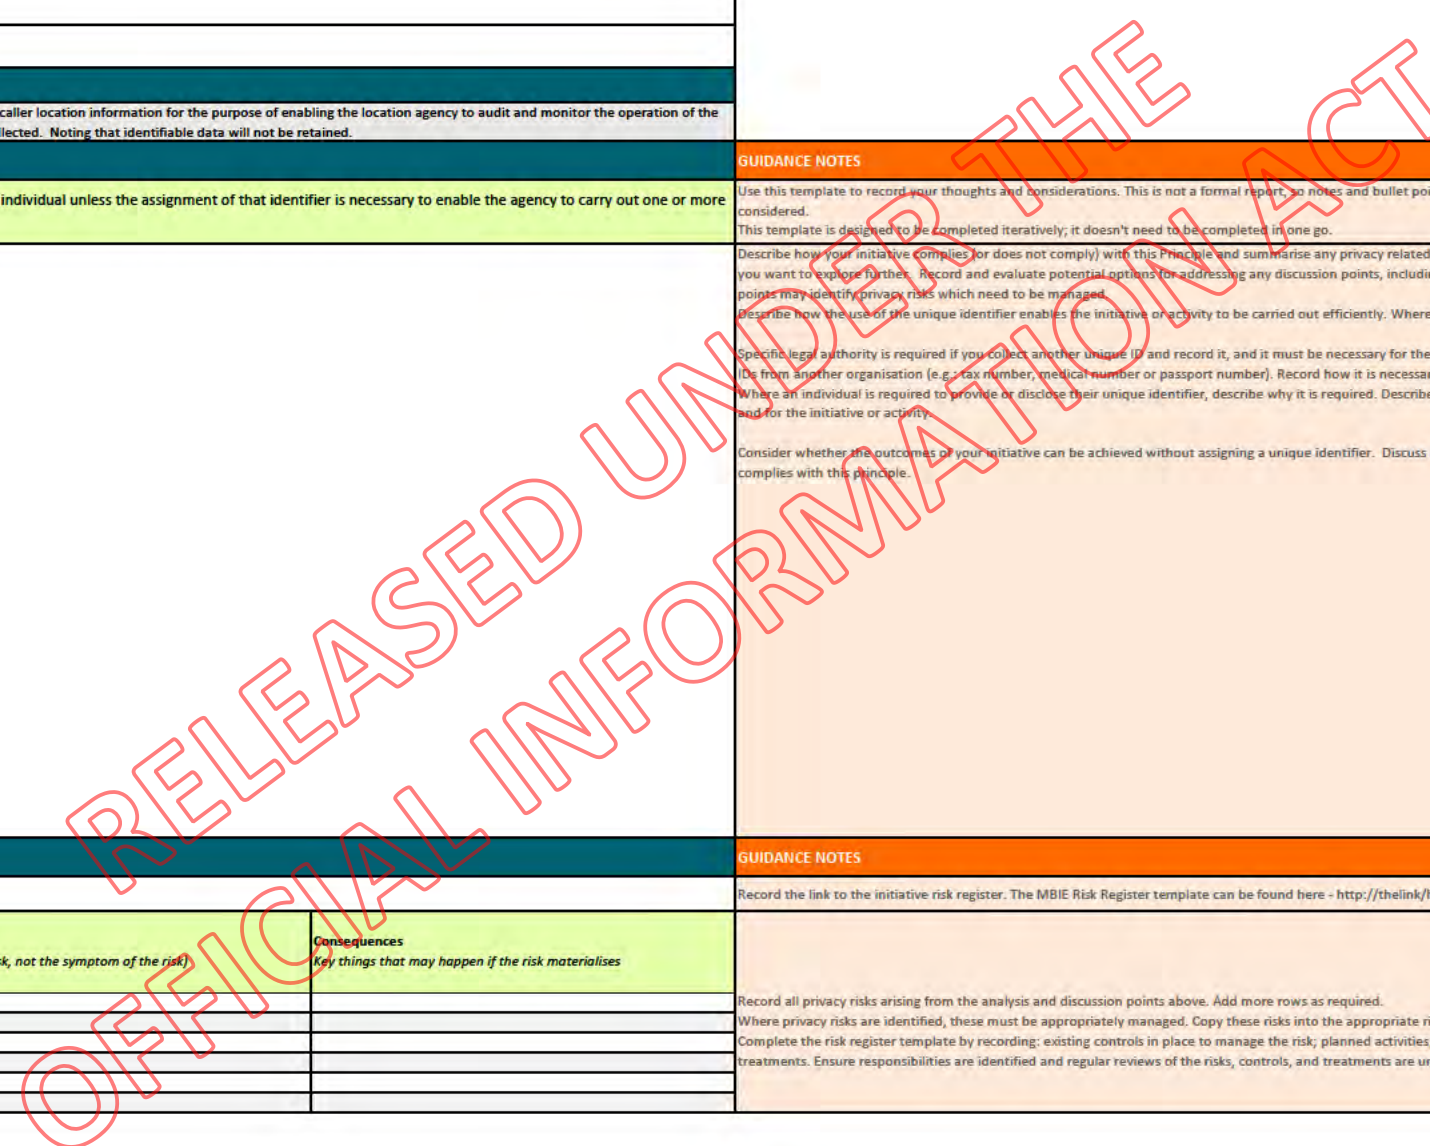 caller location information for the purpose of enabling the location agency to audit and monitor the operation of the
llected.  Noting that identifiable data will not be retained.
GUIDANCE NOTES
individual unless the assignment of that identifier is necessary to enable the agency to carry out one or more
Use this template to record your thoughts and considerations. This is not a formal report, so notes and bullet poi
considered.
This template is designed to be completed iteratively; it doesn't need to be completed in one go.
Describe how your initiative complies (or does not comply) with this Principle and summarise any privacy related
you want to explore further.  Record and evaluate potential options for addressing any discussion points, includi
points may identify privacy risks which need to be managed.
Describe how the use of the unique identifier enables the initiative or activity to be carried out efficiently. Where
Specific legal authority is required if you collect another unique ID and record it, and it must be necessary for the
IDs from another organisation (e.g.: tax number, medical number or passport number). Record how it is necessar
Where an individual is required to provide or disclose their unique identifier, describe why it is required. Describe
and for the initiative or activity.
Consider whether the outcomes of your initiative can be achieved without assigning a unique identifier.  Discuss
complies with this principle.
GUIDANCE NOTES
Record the link to the initiative risk register. The MBIE Risk Register template can be found here - http://thelink/h
sk, not the symptom of the risk)
Consequences
Key things that may happen if the risk materialises
Record all privacy risks arising from the analysis and discussion points above. Add more rows as required.
Where privacy risks are identified, these must be appropriately managed. Copy these risks into the appropriate ri
Complete the risk register template by recording: existing controls in place to manage the risk; planned activities
treatments. Ensure responsibilities are identified and regular reviews of the risks, controls, and treatments are un
RELEASED UNDER THE
OFFICIAL INFORMATION ACT